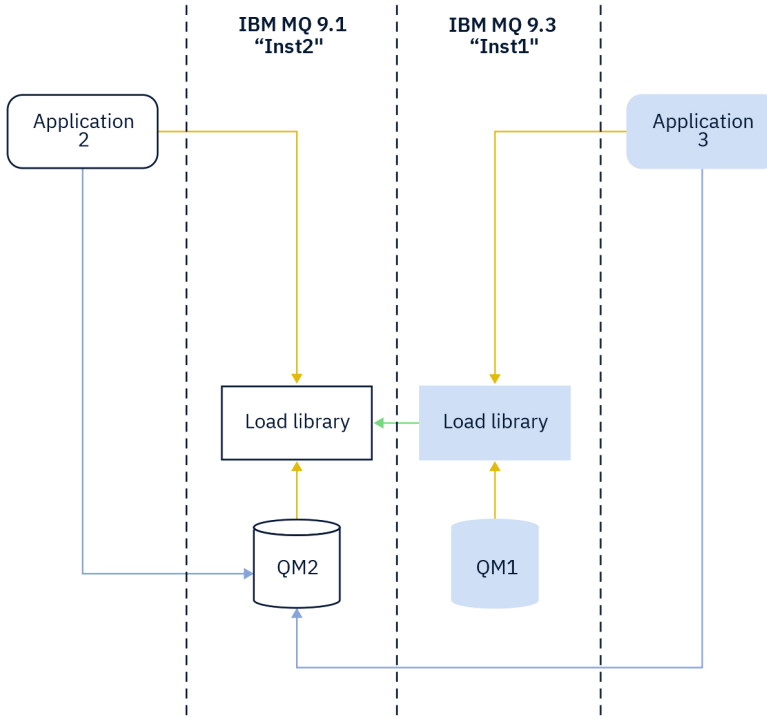 IBM MQ 9.1
“Inst2"
IBM MQ 9.3
“Inst1"
Application
2
Application
3
Load library
Load library
QM2
QM1